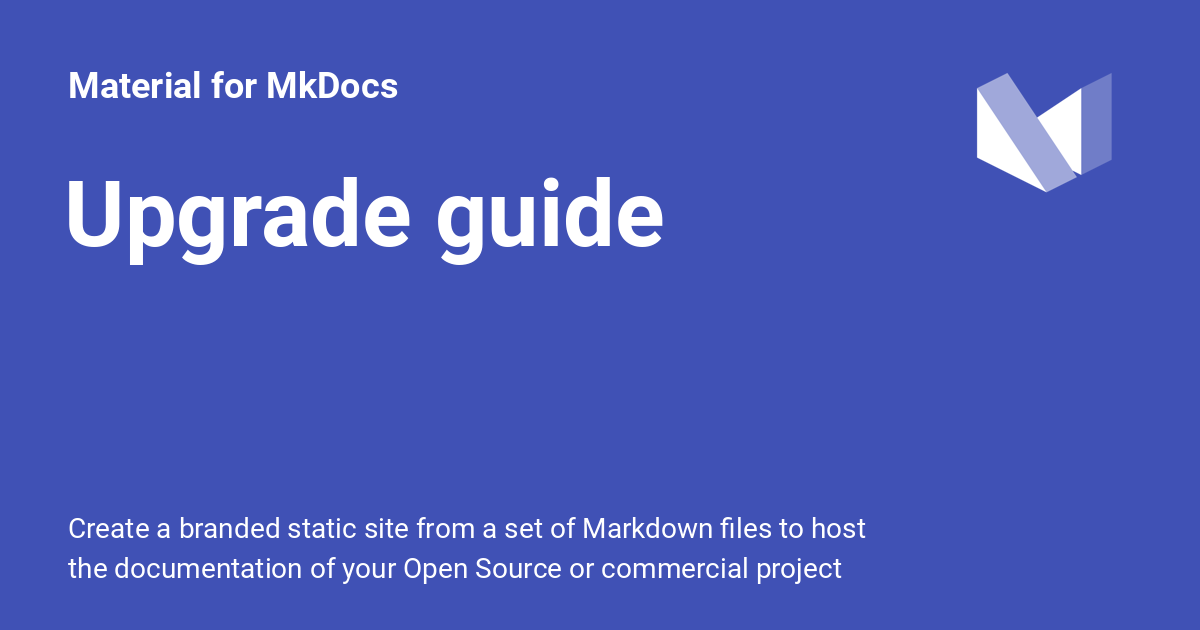 Material for MkDocs
Upgrade guide
Create a branded static site from a set of Markdown files to host
the documentation of your Open Source or commercial project